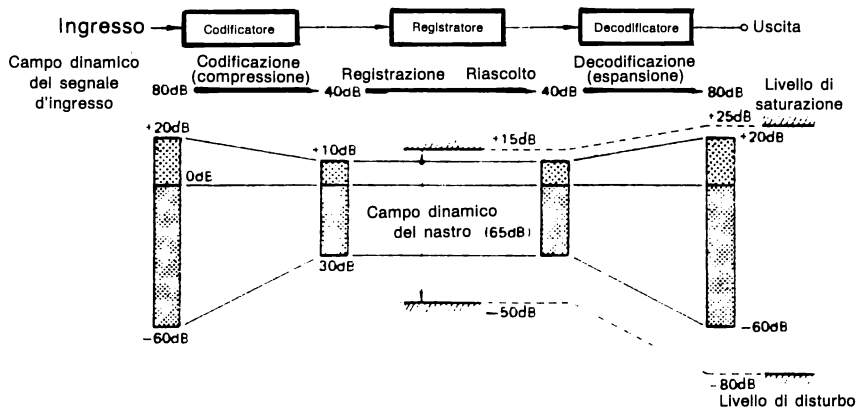 Ingresso
Codificatore
Registratore
Decodificatore
Uscita
Campo dinamico
del segnale
d'ingresso
Codificazione
(compressione)
Registrazione
Riascolto
Decodificazione
(espansione)
Livello di
saturazione
80dB
40dB
40dB
80dB
+20dB
+10dB
+15dB
+25dB
+20dB
0dE
Campo dinamico
del nastro (65dB)
30dB
-50dB
-60dB
-60dB
-80dB
Livello di disturbo